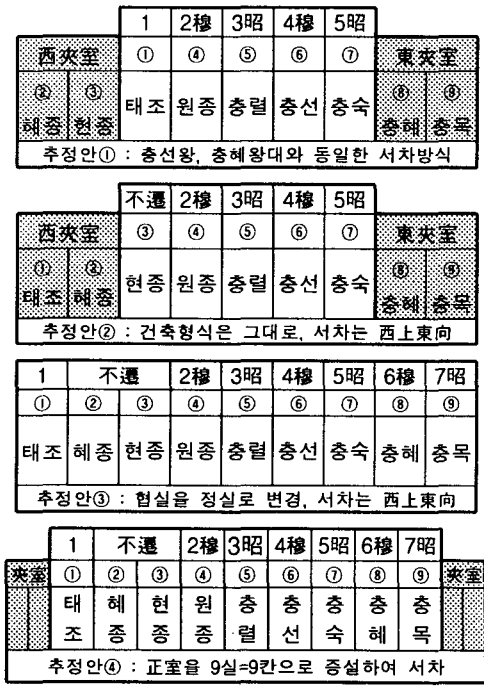 1 2穆 3昭 4穆 5昭
西夾室 ① ④ ⑤ ⑥ ⑦ 東夾室
② ③ ⑧ ⑨
혜종 현종 태조 원종 충렬 충선 충숙 충혜 충목
추정안① : 충선왕, 충혜왕대와 동일한 서차방식
不遷 2穆 3昭 4穆 5昭
西夾室 ③ ④ ⑤ ⑥ ⑦ 東夾室
① ② ⑧ ⑨
태조 혜종 현종 원종 충렬 충선 충숙 충혜 충목
추정안② : 건축형식은 그대로, 서차는 西上東向
1 不遷 2穆 3昭 4穆 5昭 6穆 7昭
① ② ③ ④ ⑤ ⑥ ⑦ ⑧ ⑨
태조 혜종 현종 원종 충렬 충선 충숙 충혜 충목
추정안③ : 협실을 정실로 변경, 서차는 西上東向
1 不遷 2穆 3昭 4穆 5昭 6穆 7昭
夾室 ① ② ③ ④ ⑤ ⑥ ⑦ ⑧ ⑨ 夾室
태 혜 현 원 충 충 충 충 충
조 종 종 종 렬 선 숙 혜 목
추정안④ : 正室을 9실=9칸으로 증설하여 서차